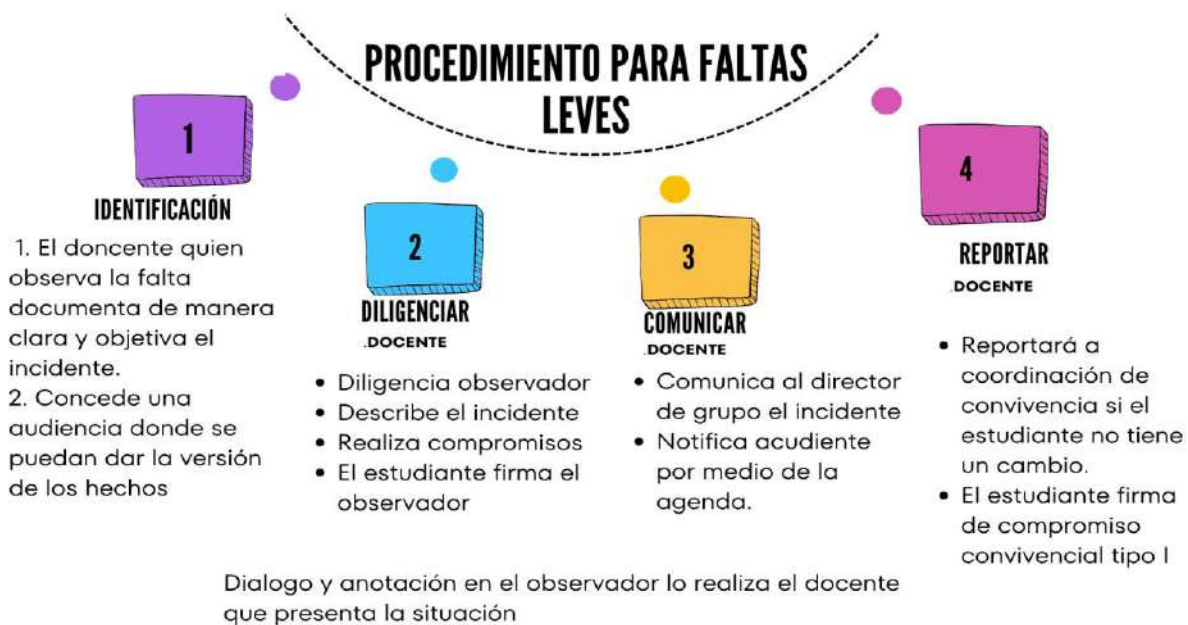 PROCEDIMIENTO PARA FALTAS
LEVES
1
IDENTIFICACIÓN
1. El doncente quien
observa la falta
documenta de manera
clara y objetiva el
incidente.
2. Concede una
audiencia donde se
puedan dar la versión
de los hechos
2
DILIGENCIAR
.DOCENTE
• Diligencia observador
• Describe el incidente
• Realiza compromisos
• El estudiante firma el
observador
3
COMUNICAR
.DOCENTE
• Comunica al director
de grupo el incidente
• Notifica acudiente
por medio de la
agenda.
4
REPORTAR
.DOCENTE
• Reportará a
coordinación de
convivencia si el
estudiante no tiene
un cambio.
• El estudiante firma
de compromiso
convivencial tipo I
Dialogo y anotación en el observador lo realiza el docente
que presenta la situación